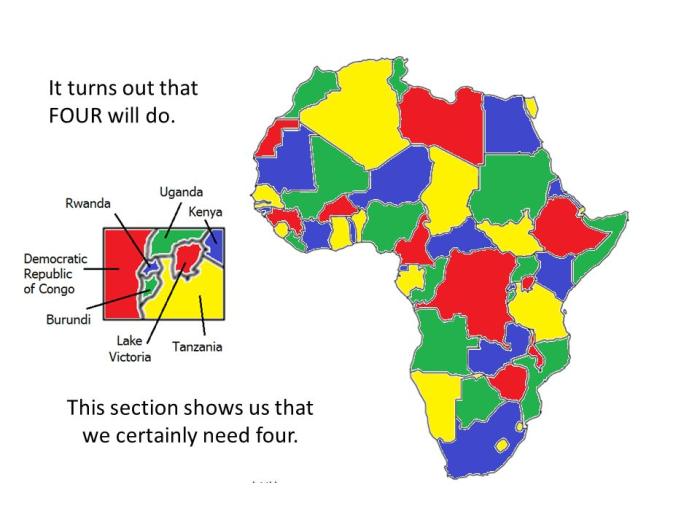 It turns out that
FOUR will do.
Uganda
Rwanda
Kenya
Democratic
Republic
of Congo
Burundi
Lake
Victoria
Tanzania
This section shows us that
we certainly need four.